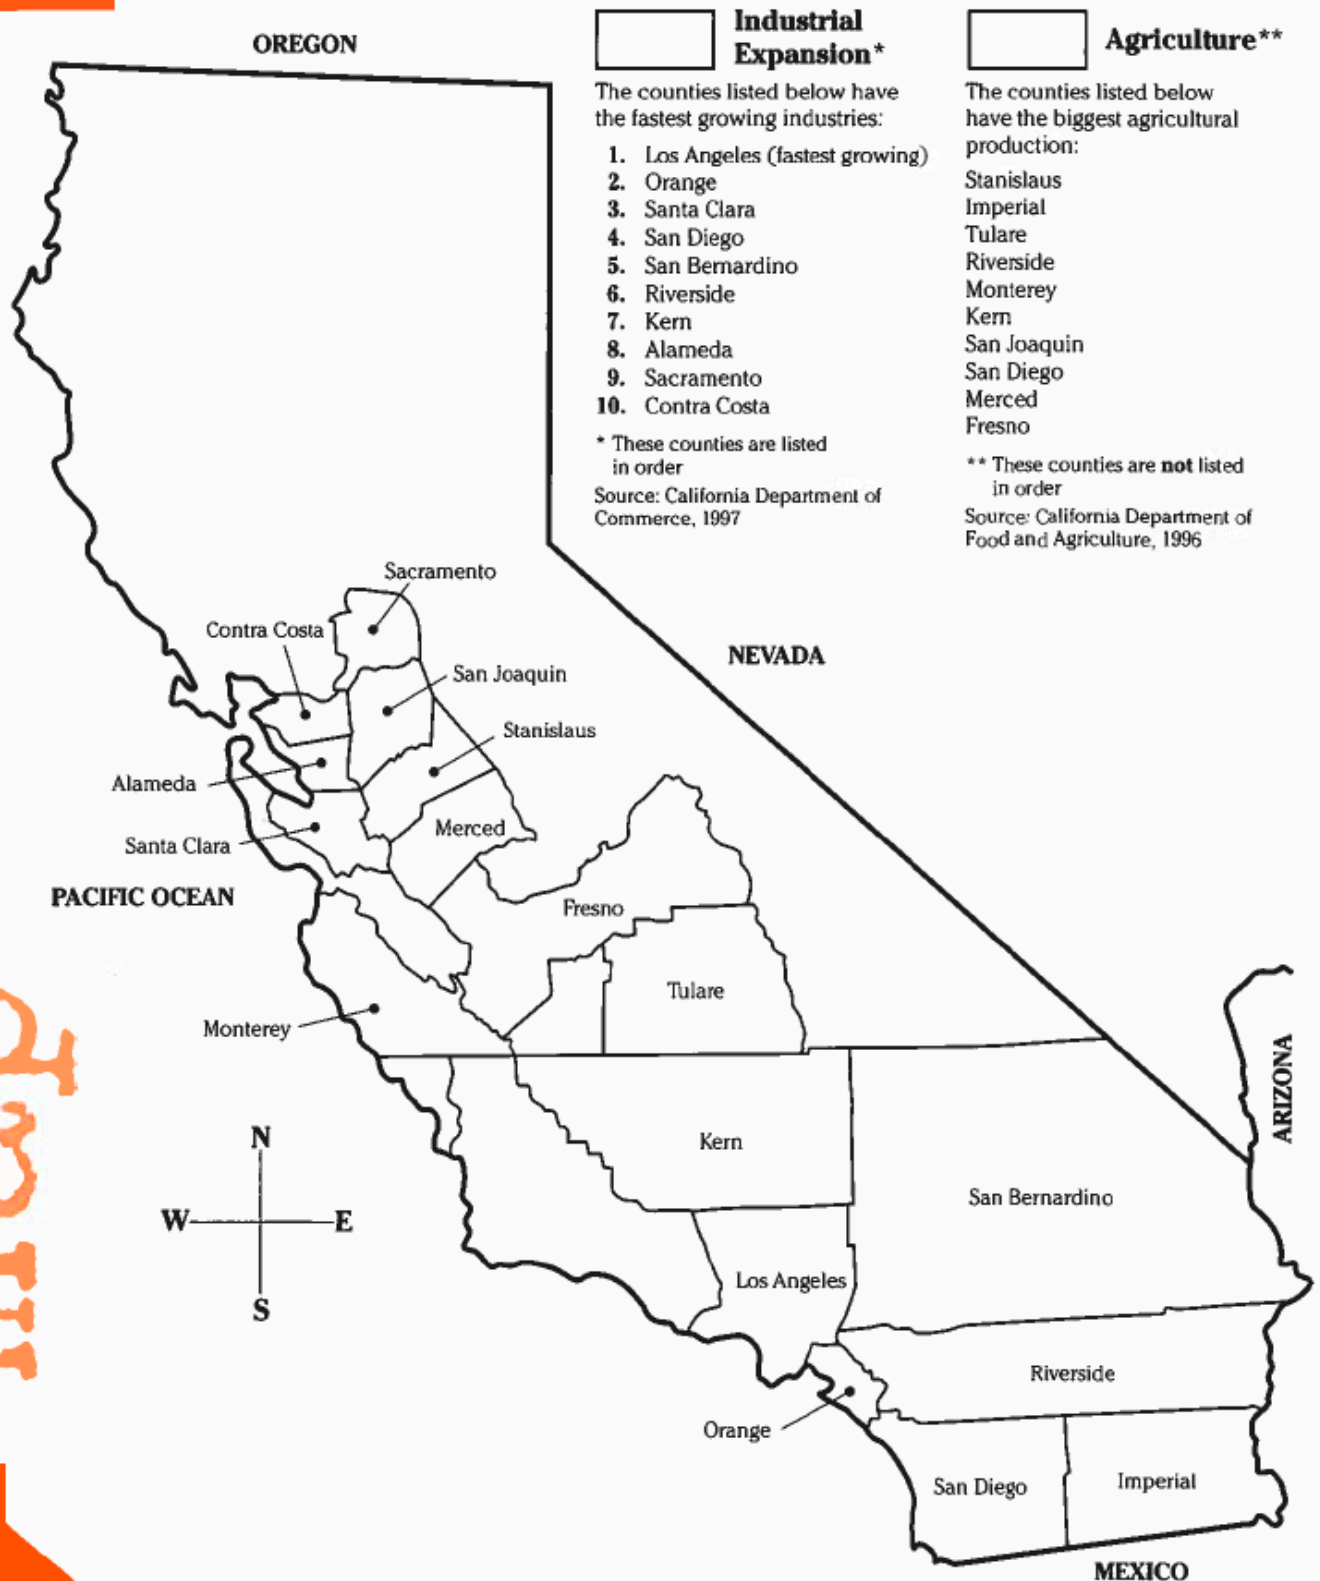 OREGON
Industrial
Expansion*
The counties listed below have
the fastest growing industries:
1. Los Angeles (fastest growing)
2. Orange
3. Santa Clara
4. San Diego
5. San Bernardino
6. Riverside
7. Kern
8. Alameda
9. Sacramento
10. Contra Costa
* These counties are listed
in order
Source: California Department of
Commerce, 1997
Agriculture**
The counties listed below
have the biggest agricultural
production:
Stanislaus
Imperial
Tulare
Riverside
Monterey
Kern
San Joaquin
San Diego
Merced
Fresno
** These counties are not listed
in order
Source: California Department of
Food and Agriculture, 1996
Sacramento
Contra Costa
NEVADA
San Joaquin
Stanislaus
Alameda
Merced
Santa Clara
PACIFIC OCEAN
Fresno
Tulare
Monterey
ARIZONA
N
W
E
S
Kern
San Bernardino
Los Angeles
Riverside
Orange
San Diego
Imperial
MEXICO